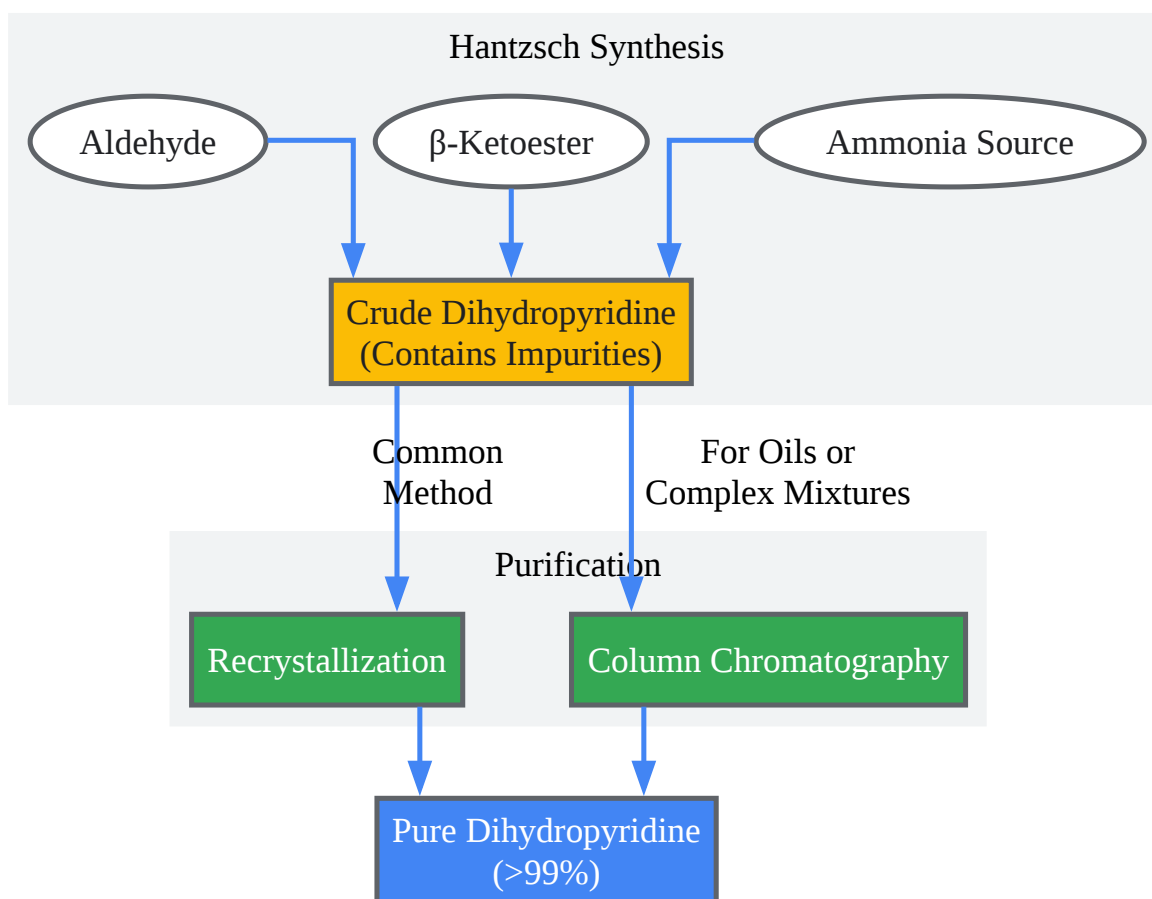 Hantzsch Synthesis
Aldehyde
β-Ketoester
Ammonia Source
Crude Dihydropyridine
(Contains Impurities)
Common
Method
For Oils or
Complex Mixtures
Purification
Recrystallization
Column Chromatography
Pure Dihydropyridine
(>99%)